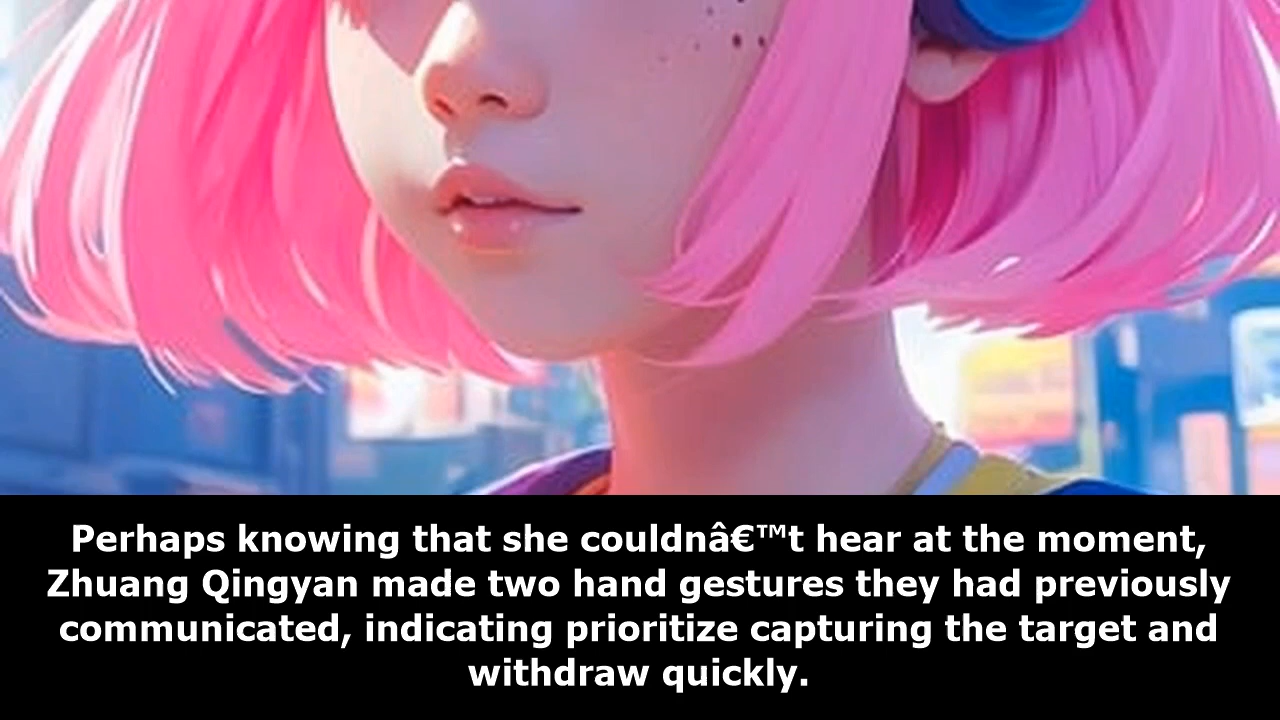 Perhaps knowing that she couldnâ€™t hear at the moment,
Zhuang Qingyan made two hand gestures they had previously
communicated, indicating prioritize capturing the target and
withdraw quickly.